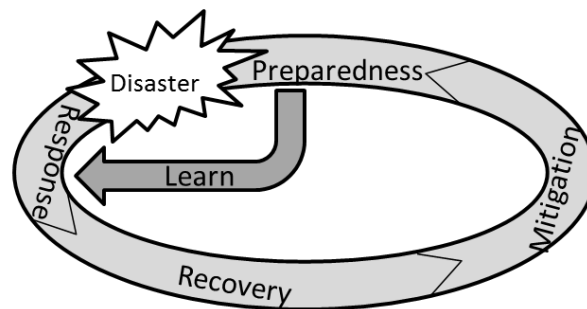 Disaster
Preparedness
Response
Learn
Mitigation
Recovery